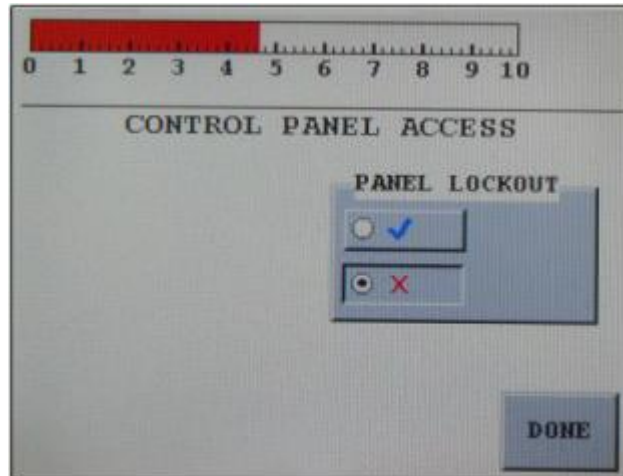 0 1 2 3 4 5 6 7 8 9 10
CONTROL PANEL ACCESS
PANEL LOCKOUT
DONE